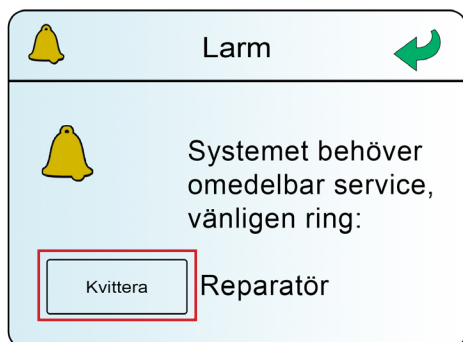 Larm
Systemet behöver
omedelbar service,
vänligen ring:
Kvittera
Reparatör